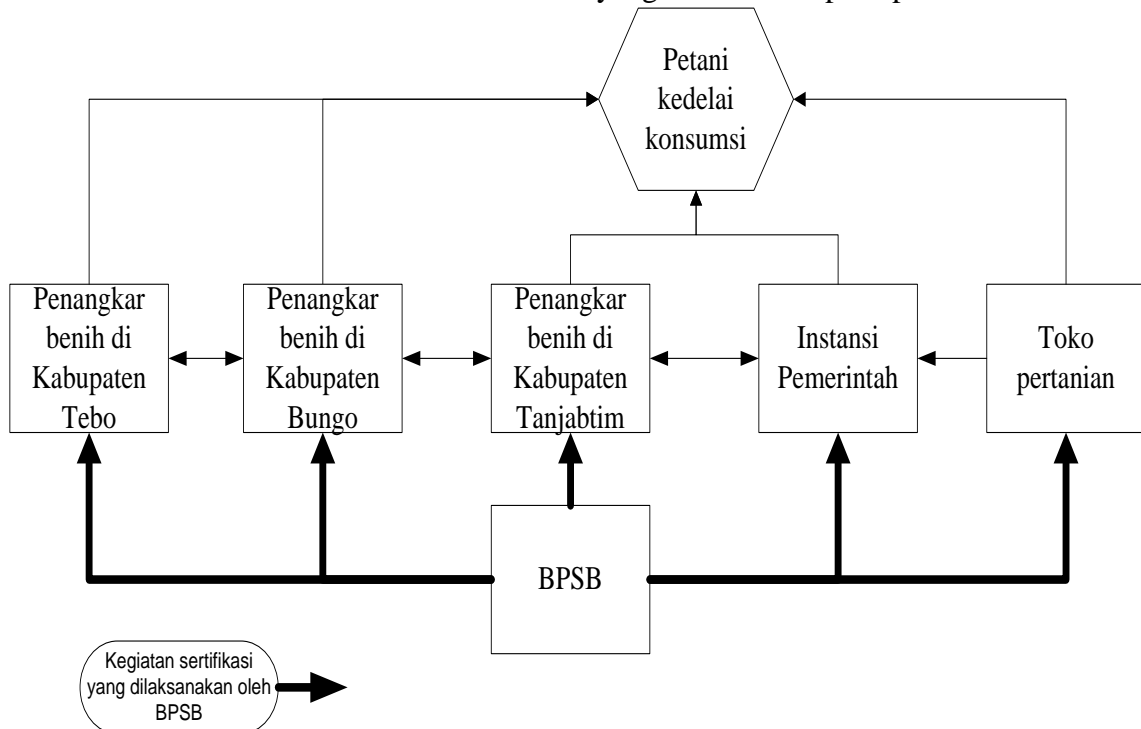 Petani
kedelai
konsumsi
Penangkar
benih di
Kabupaten
Tebo
Penangkar
benih di
Kabupaten
Bungo
Penangkar
benih di
Kabupaten
Tanjabtim
Instansi
Pemerintah
Toko
pertanian
BPSB
Kegiatan sertifikasi
yang dilaksanakan oleh
BPSB